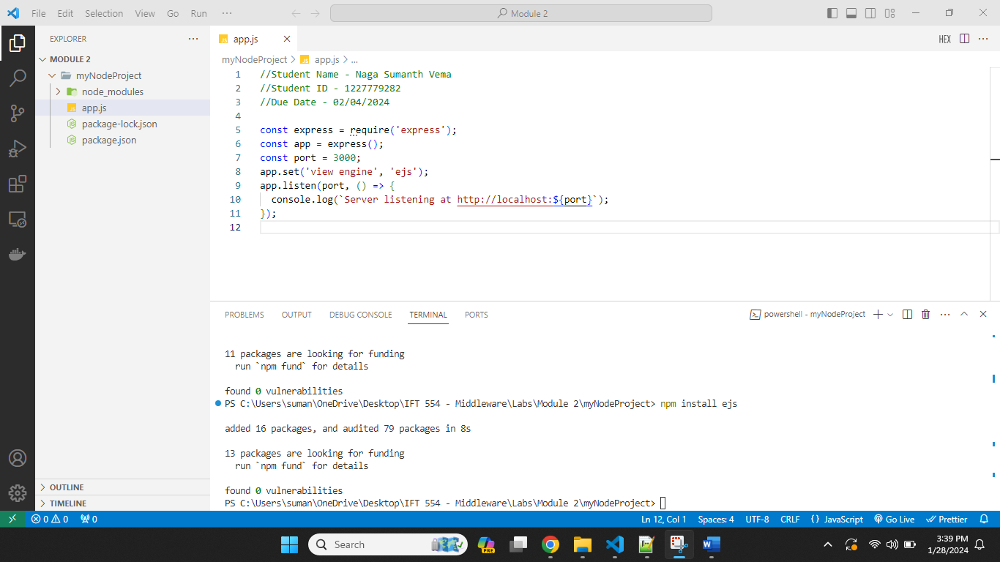 File Edit Selection View Go Run ··· Module 2
EXPLORER ···
MODULE 2
myNodeProject
node_modules
app.js
package-lock.json
package.json
OUTLINE
TIMELINE
app.js
HEX ···
myNodeProject > app.js > ...
1 //Student Name - Naga Sumanth Vema
2 //Student ID - 1227779282
3 //Due Date - 02/04/2024
4
5 const express = require('express');
6 const app = express();
7 const port = 3000;
8 app.set('view engine', 'ejs');
9 app.listen(port, () => {
10 console.log(`Server listening at http://localhost:${port}`);
11 });
12
PROBLEMS OUTPUT DEBUG CONSOLE TERMINAL PORTS powershell - myNodeProject ···
11 packages are looking for funding
run `npm fund` for details
found 0 vulnerabilities
PS C:\Users\suman\OneDrive\Desktop\IFT 554 - Middleware\Labs\Module 2\myNodeProject> npm install ejs
added 16 packages, and audited 79 packages in 8s
13 packages are looking for funding
run `npm fund` for details
found 0 vulnerabilities
PS C:\Users\suman\OneDrive\Desktop\IFT 554 - Middleware\Labs\Module 2\myNodeProject>
0 0 0 Ln 12, Col 1 Spaces: 4 UTF-8 CRLF {} JavaScript Go Live Prettier
Search PRE 3:39 PM
1/28/2024